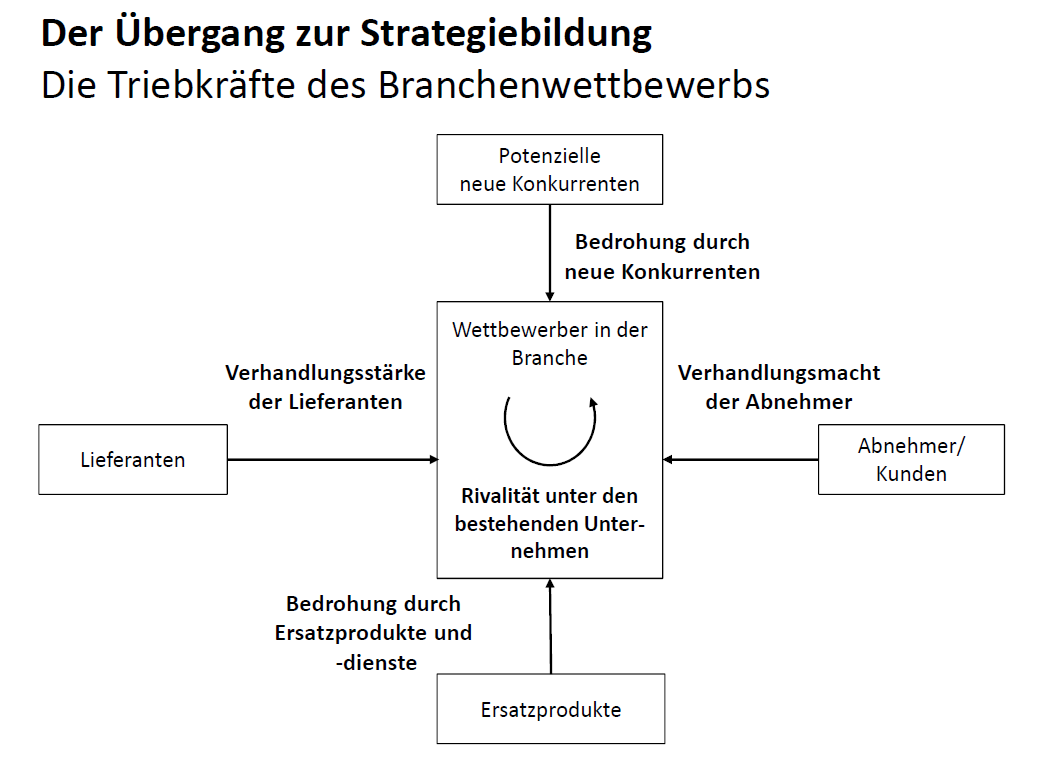 Der Übergang zur Strategiebildung
Die Triebkräfte des Branchenwettbewerbs
Potenzielle
neue Konkurrenten
Bedrohung durch
neue Konkurrenten
Wettbewerber in der
Branche
Verhandlungsstärke
der Lieferanten
Verhandlungsmacht
der Abnehmer
Lieferanten
Abnehmer/
Kunden
Rivalität unter den
bestehenden Unter-
nehmen
Bedrohung durch
Ersatzprodukte und
-dienste
Ersatzprodukte